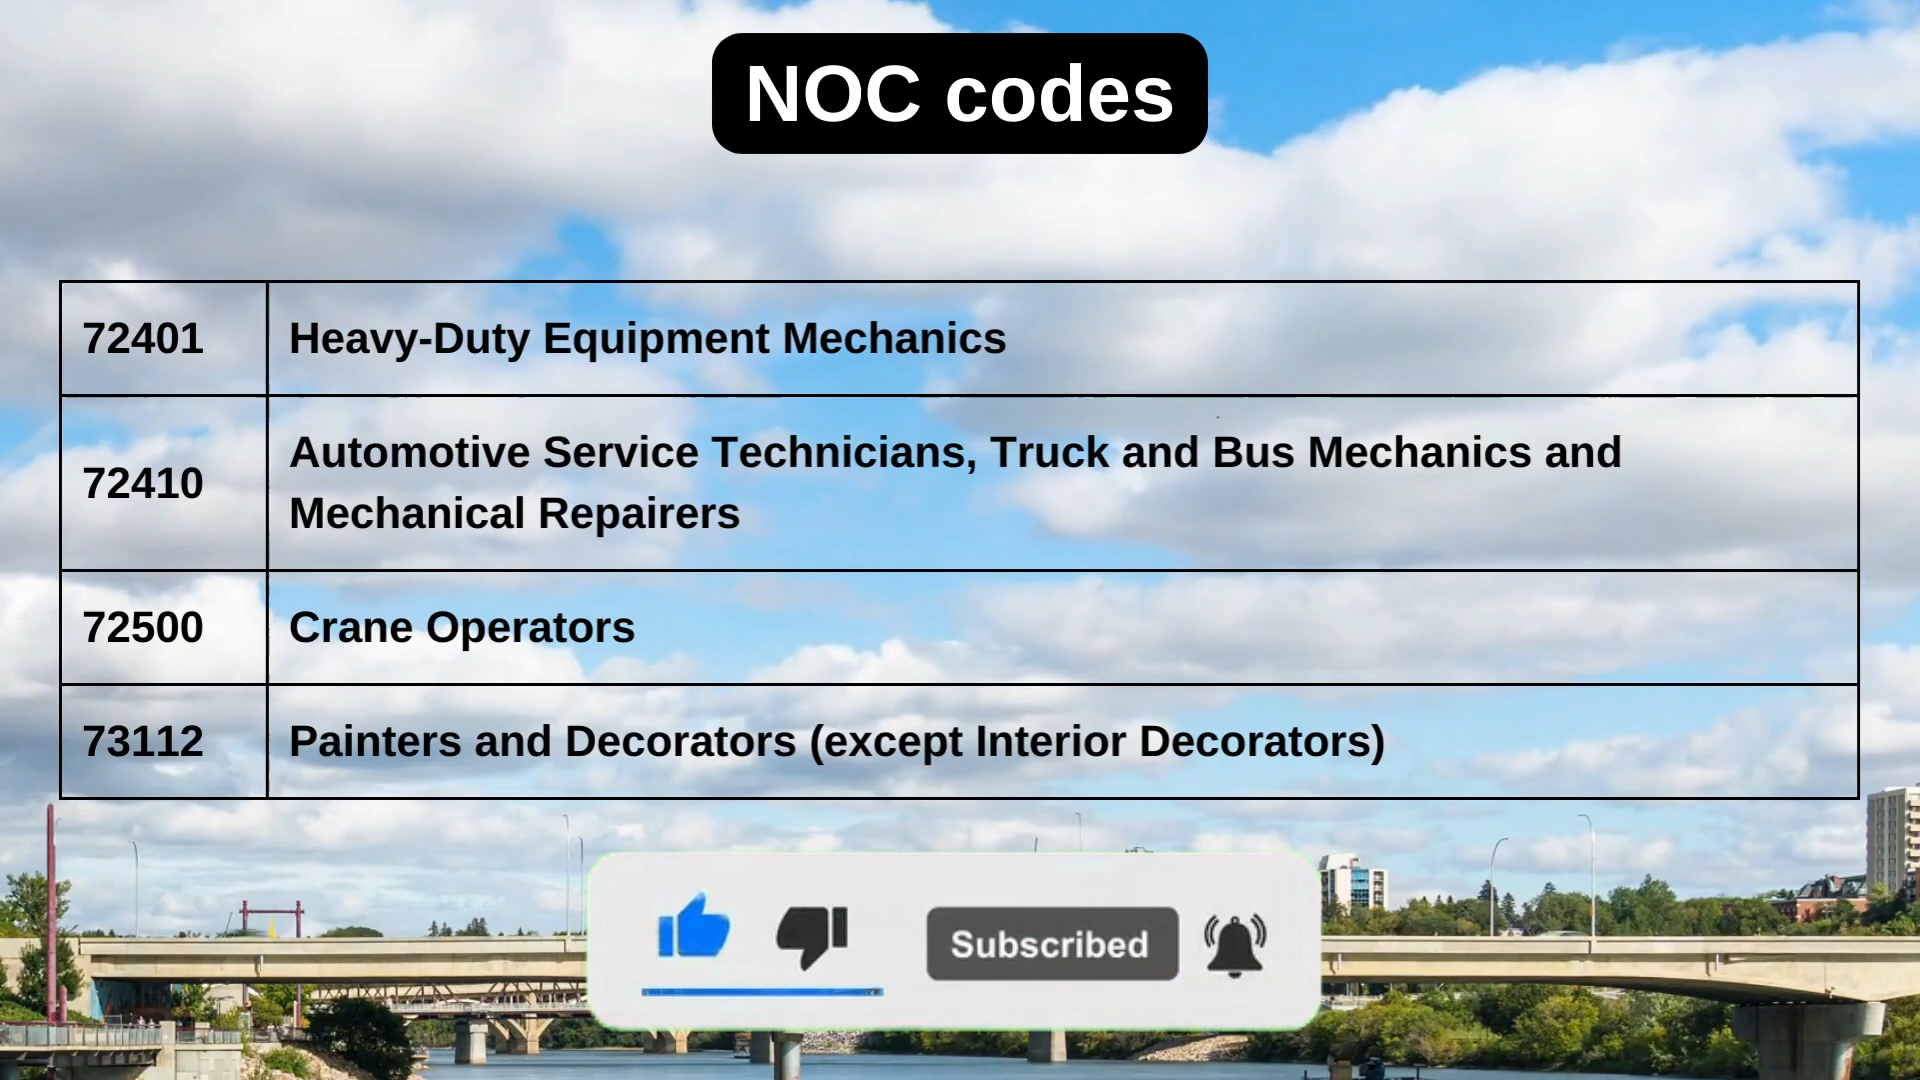 NOC codes
72401 Heavy-Duty Equipment Mechanics
72410 Automotive Service Technicians, Truck and Bus Mechanics and
Mechanical Repairers
72500 Crane Operators
73112 Painters and Decorators (except Interior Decorators)
Subscribed